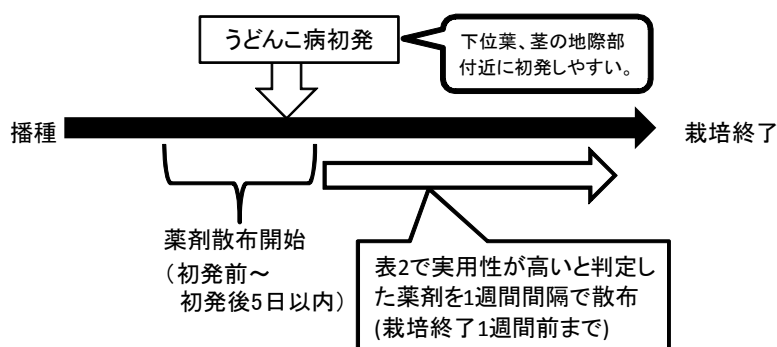 うどんこ病初発
下位葉、茎の地際部
付近に初発しやすい。
播種
栽培終了
薬剤散布開始
（初発前～
初発後5日以内）
表2で実用性が高いと判定し
た薬剤を1週間間隔で散布
(栽培終了1週間前まで)